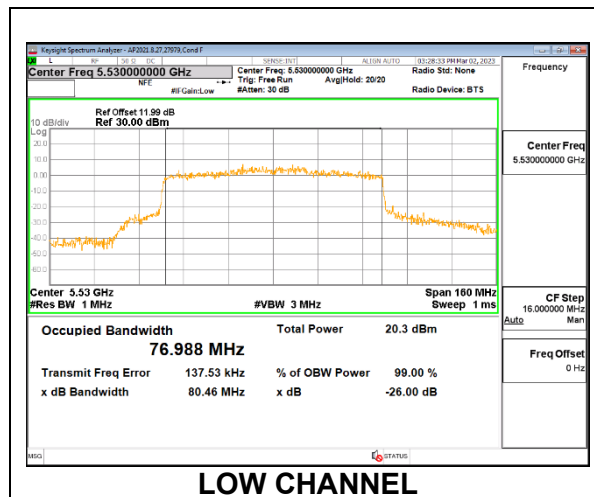 Keysight Spectrum Analyzer - AP2021.8.27,27979,Cond F
L RF 50 Ω DC SENSE:INT ALIGN AUTO 03:28:33 PM Mar 02, 2023
Center Freq 5.530000000 GHz
Center Freq: 5.530000000 GHz Radio Std: None
NFE Trig: Free Run Avg|Hold: 20/20
#IFGain:Low #Atten: 30 dB Radio Device: BTS
Frequency
Ref Offset 11.99 dB
10 dB/div Ref 30.00 dBm
Log
20.0
10.0
0.00
-10.0
-20.0
-30.0
-40.0
-50.0
-60.0
Center 5.53 GHz Span 160 MHz
#Res BW 1 MHz #VBW 3 MHz Sweep 1 ms
Occupied Bandwidth Total Power 20.3 dBm
76.988 MHz
Transmit Freq Error 137.53 kHz % of OBW Power 99.00 %
x dB Bandwidth 80.46 MHz x dB -26.00 dB
Center Freq
5.530000000 GHz
CF Step
16.000000 MHz
Auto Man
Freq Offset
0 Hz
MSG STATUS
LOW CHANNEL